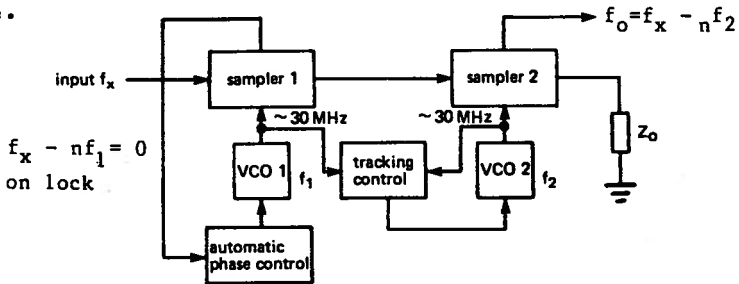 f₀=fₓ - ₙf₂
input fₓ
sampler 1
sampler 2
~30 MHz
~30 MHz
Z₀
fₓ - nf₁= 0
on lock
VCO 1
f₁
tracking
control
VCO 2
f₂
automatic
phase control